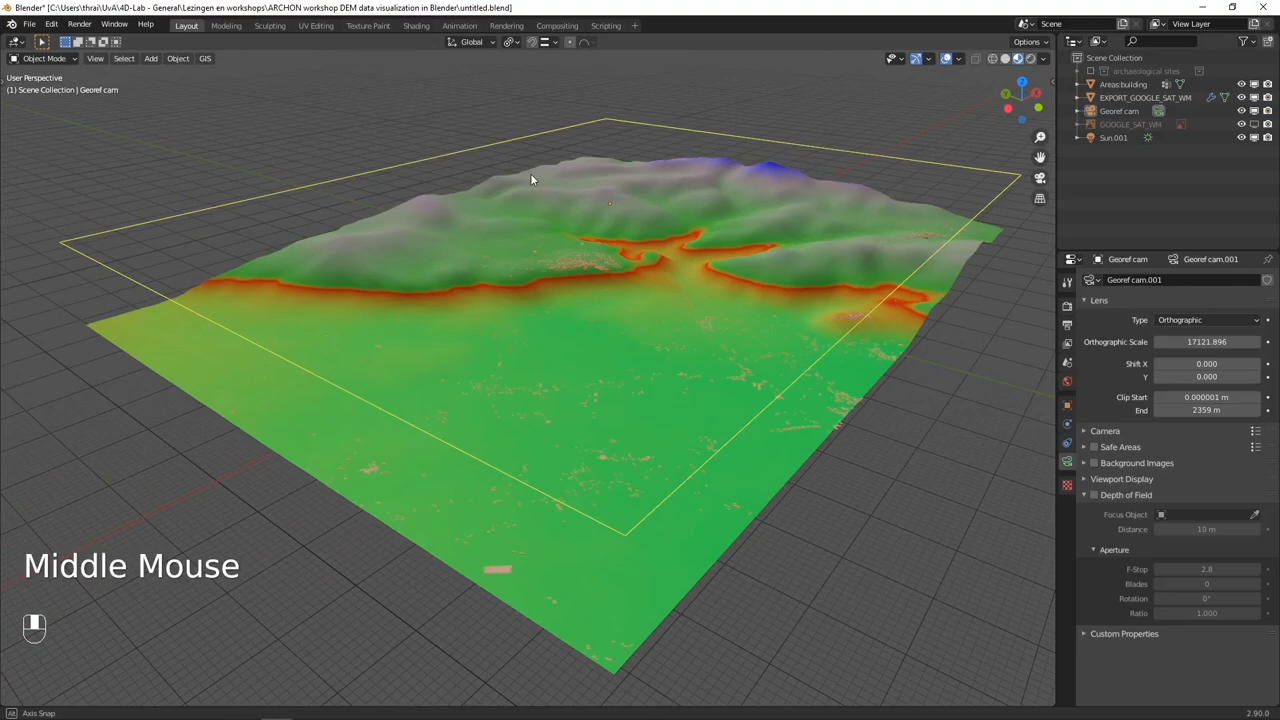 Blender* [C:\Users\thrai\UvA\4D-Lab - General\Lezingen en workshops\ARCHON workshop DEM data visualization in Blender\untitled.blend]
File Edit Render Window Help Layout Modeling Sculpting UV Editing Texture Paint Shading Animation Rendering Compositing Scripting + Scene View Layer
Global Options
Object Mode View Select Add Object GIS
User Perspective
(1) Scene Collection | Georef cam
Z
Middle Mouse
Scene Collection
archaeological sites
Areas:building
EXPORT_GOOGLE_SAT_WM
Georef cam
GOOGLE_SAT_WM
Sun.001
Georef cam Georef cam.001
Georef cam.001
Lens
Type Orthographic
Orthographic Scale 17121.896
Shift X 0.000
Y 0.000
Clip Start 0.000001 m
End 2359 m
Camera
Safe Areas
Background Images
Viewport Display
Depth of Field
Focus Object
Distance 10 m
Aperture
F-Stop 2.8
Blades 0
Rotation 0°
Ratio 1.000
Custom Properties
Alt Axis Snap 2.90.0